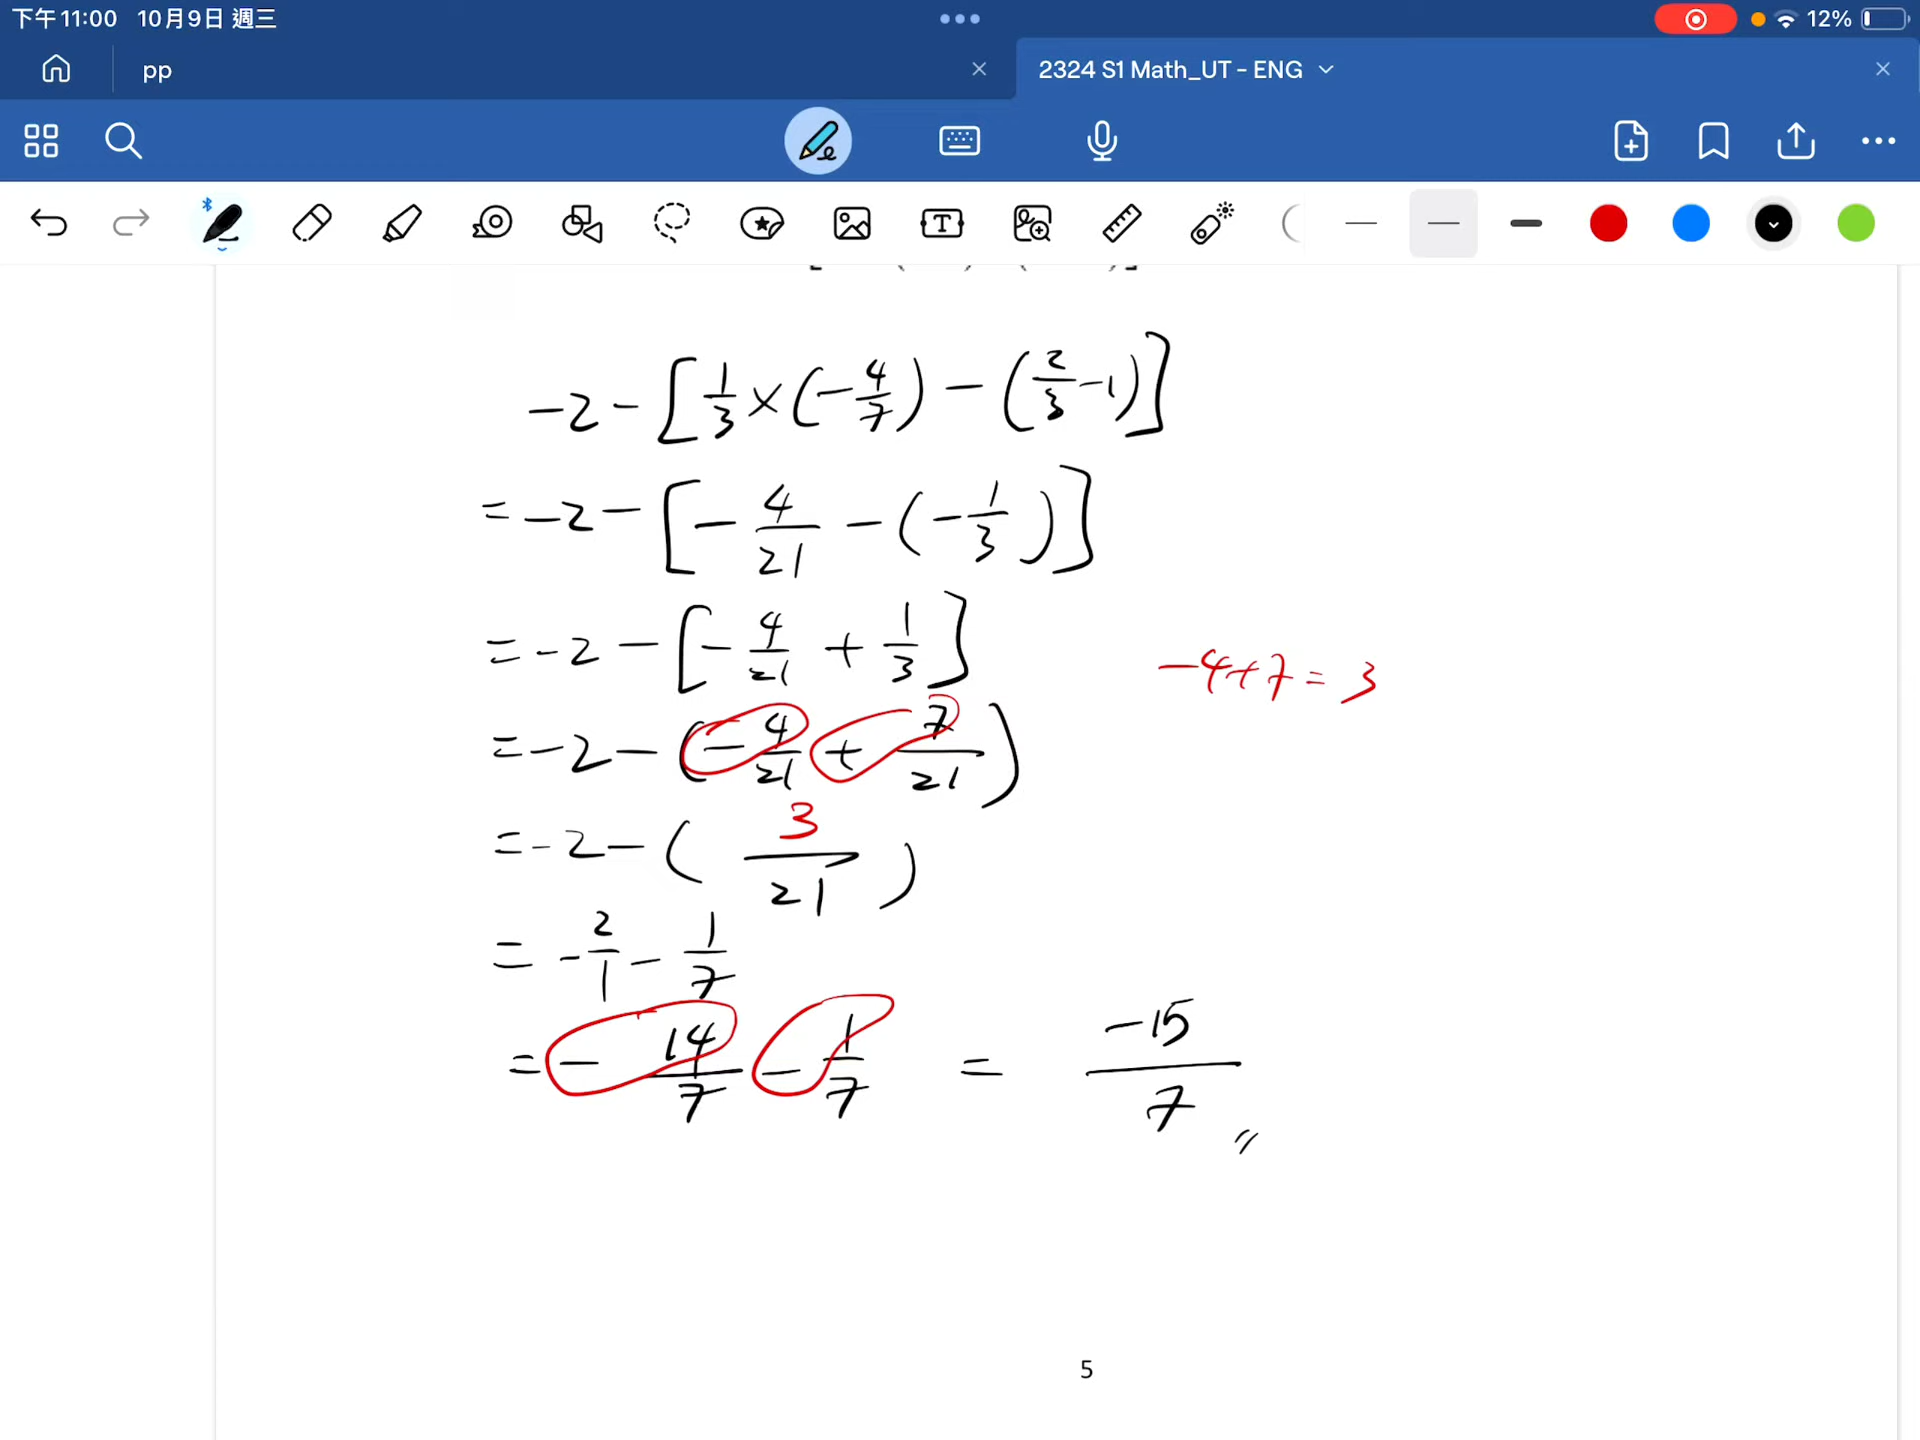 下午11:00 10月9日 週三
12%
pp
2324 S1 Math_UT - ENG
-2 - [1/3 × (-4/7) - (2/3 - 1)]
= -2 - [-4/21 - (-1/3)]
= -2 - [-4/21 + 1/3]
-4+7 = 3
= -2 - (-4/21 + 7/21)
= -2 - (3/21)
= -2/1 - 1/7
= -14/7 - 1/7 = -15/7 //
5